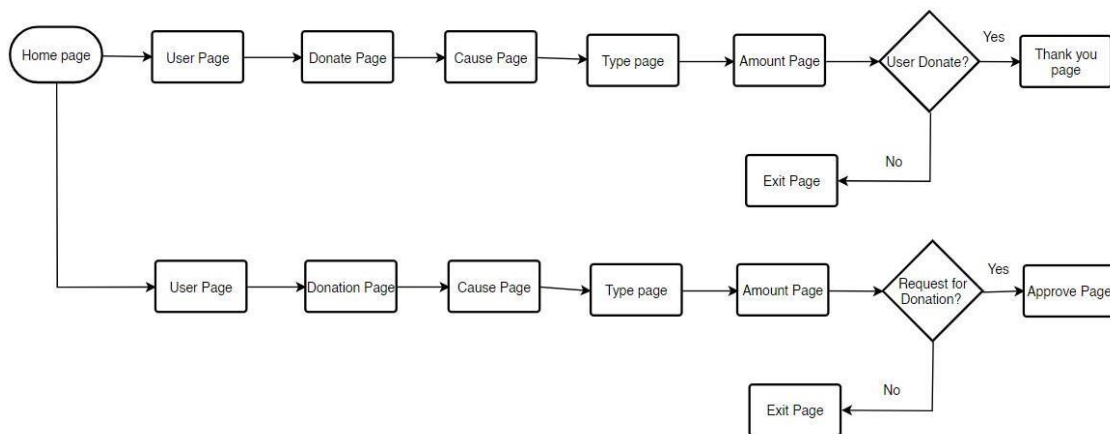 Home page
User Page
Donate Page
Cause Page
Type page
Amount Page
User Donate?
Yes
Thank you
page
No
Exit Page
User Page
Donation Page
Cause Page
Type page
Amount Page
Request for
Donation?
Yes
Approve Page
No
Exit Page